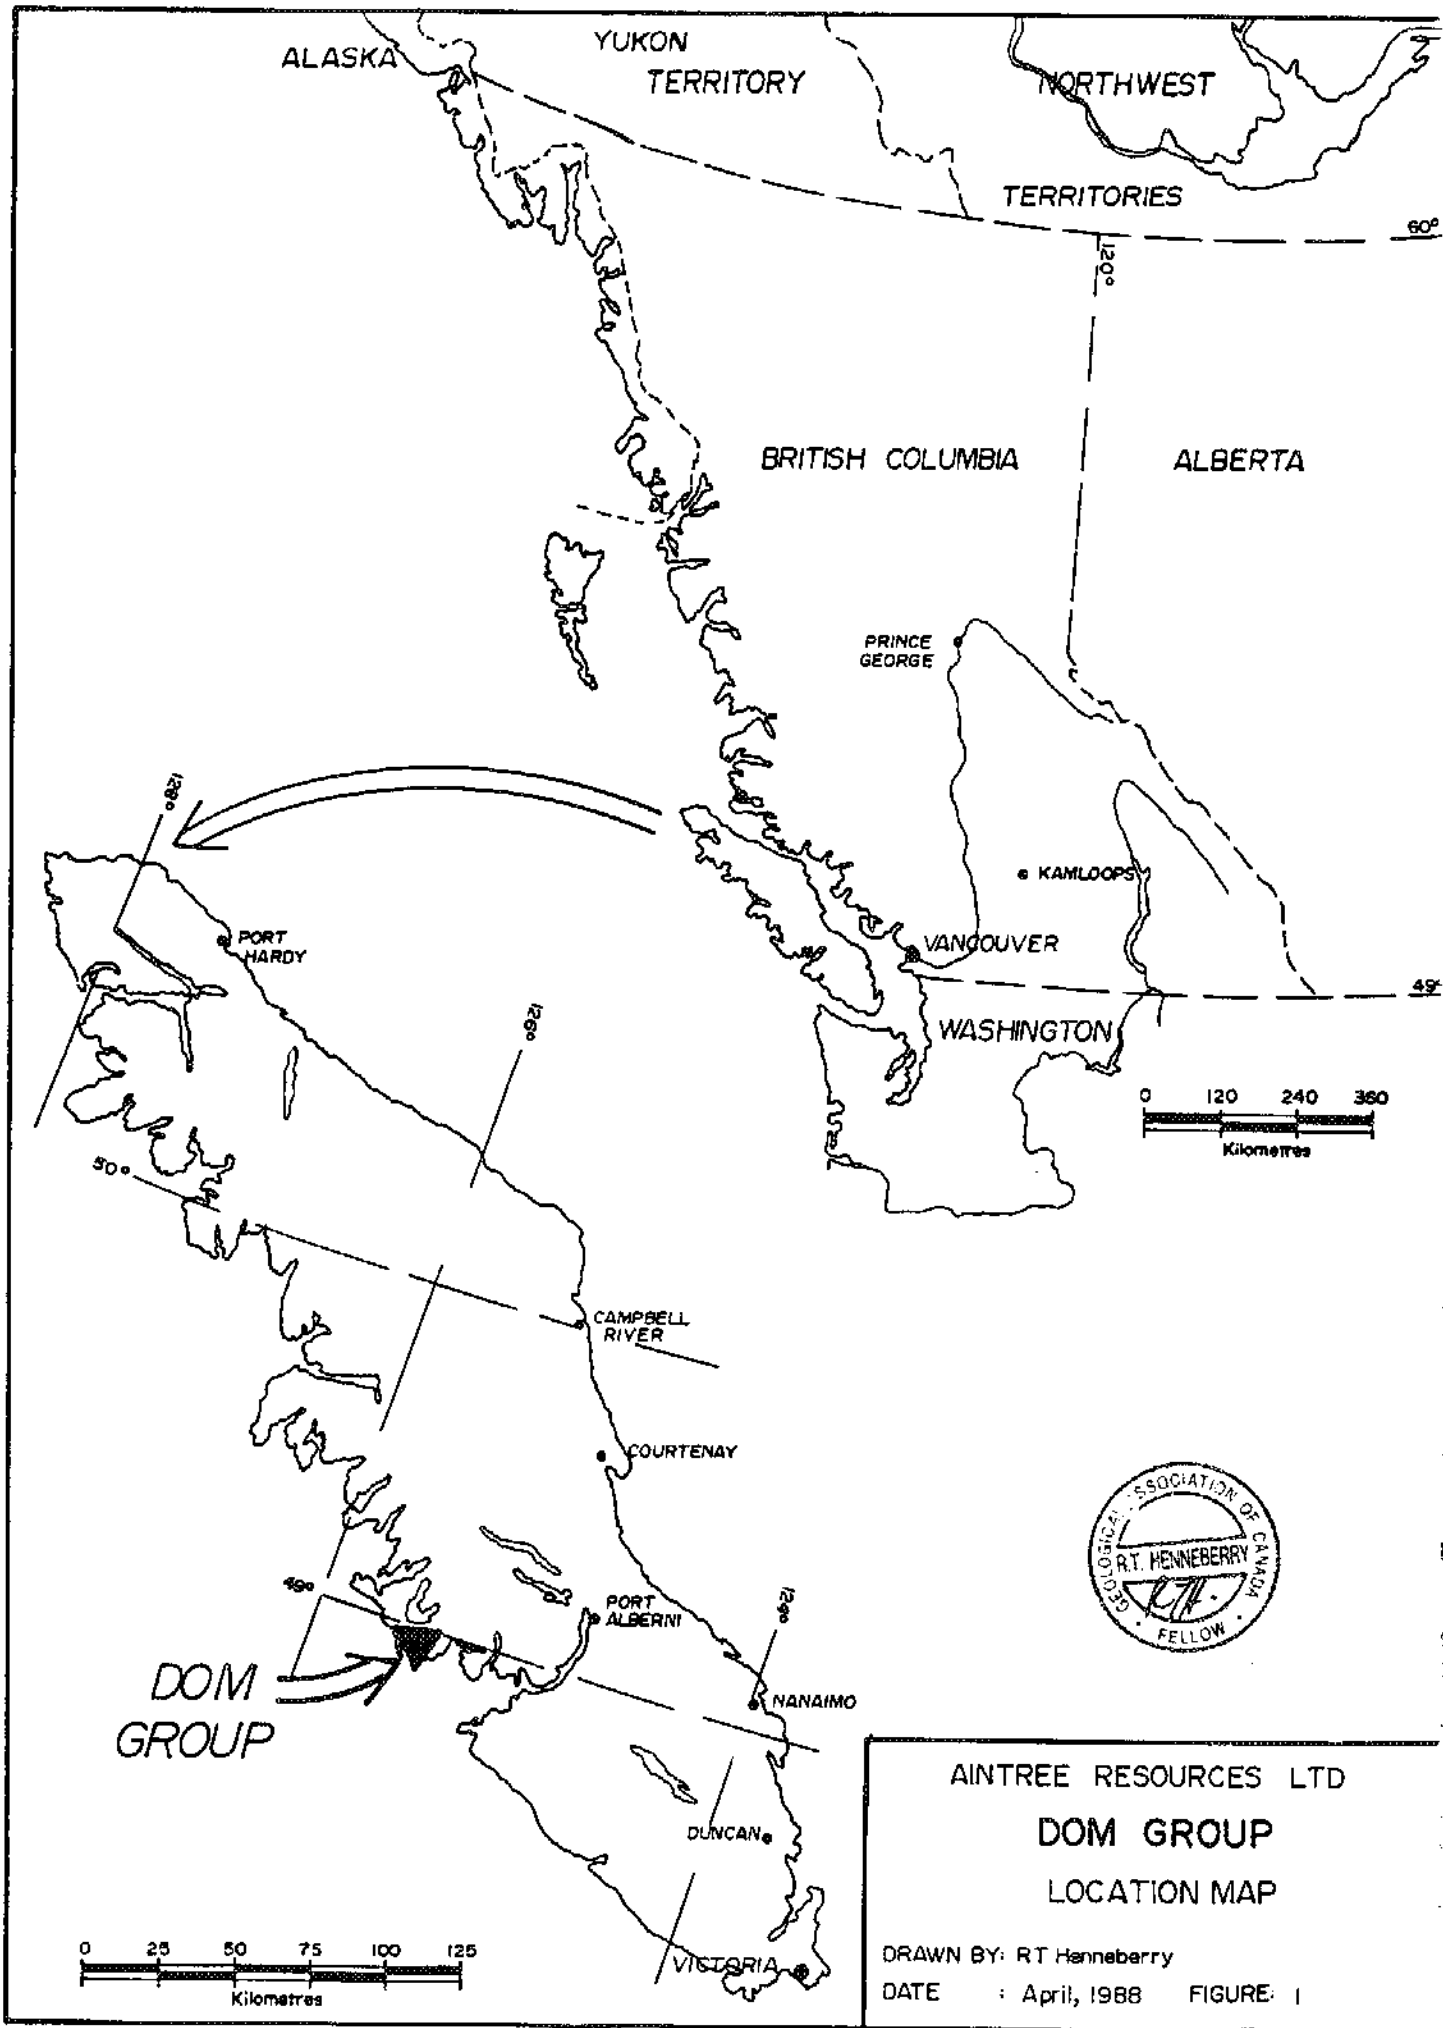 ALASKA
YUKON
TERRITORY
NORTHWEST
TERRITORIES
60°
120°
BRITISH COLUMBIA
ALBERTA
PRINCE
GEORGE
KAMLOOPS
VANCOUVER
49°
WASHINGTON
0 120 240 360
Kilometres
128°
PORT
HARDY
126°
50°
CAMPBELL
RIVER
COURTENAY
49°
PORT
ALBERNI
124°
DOM
GROUP
NANAIMO
DUNCAN
VICTORIA
0 25 50 75 100 125
Kilometres
GEOLOGICAL ASSOCIATION OF CANADA
R.T. HENNEBERRY
FELLOW
AINTREE RESOURCES LTD
DOM GROUP
LOCATION MAP
DRAWN BY: RT Henneberry
DATE : April, 1988 FIGURE: 1